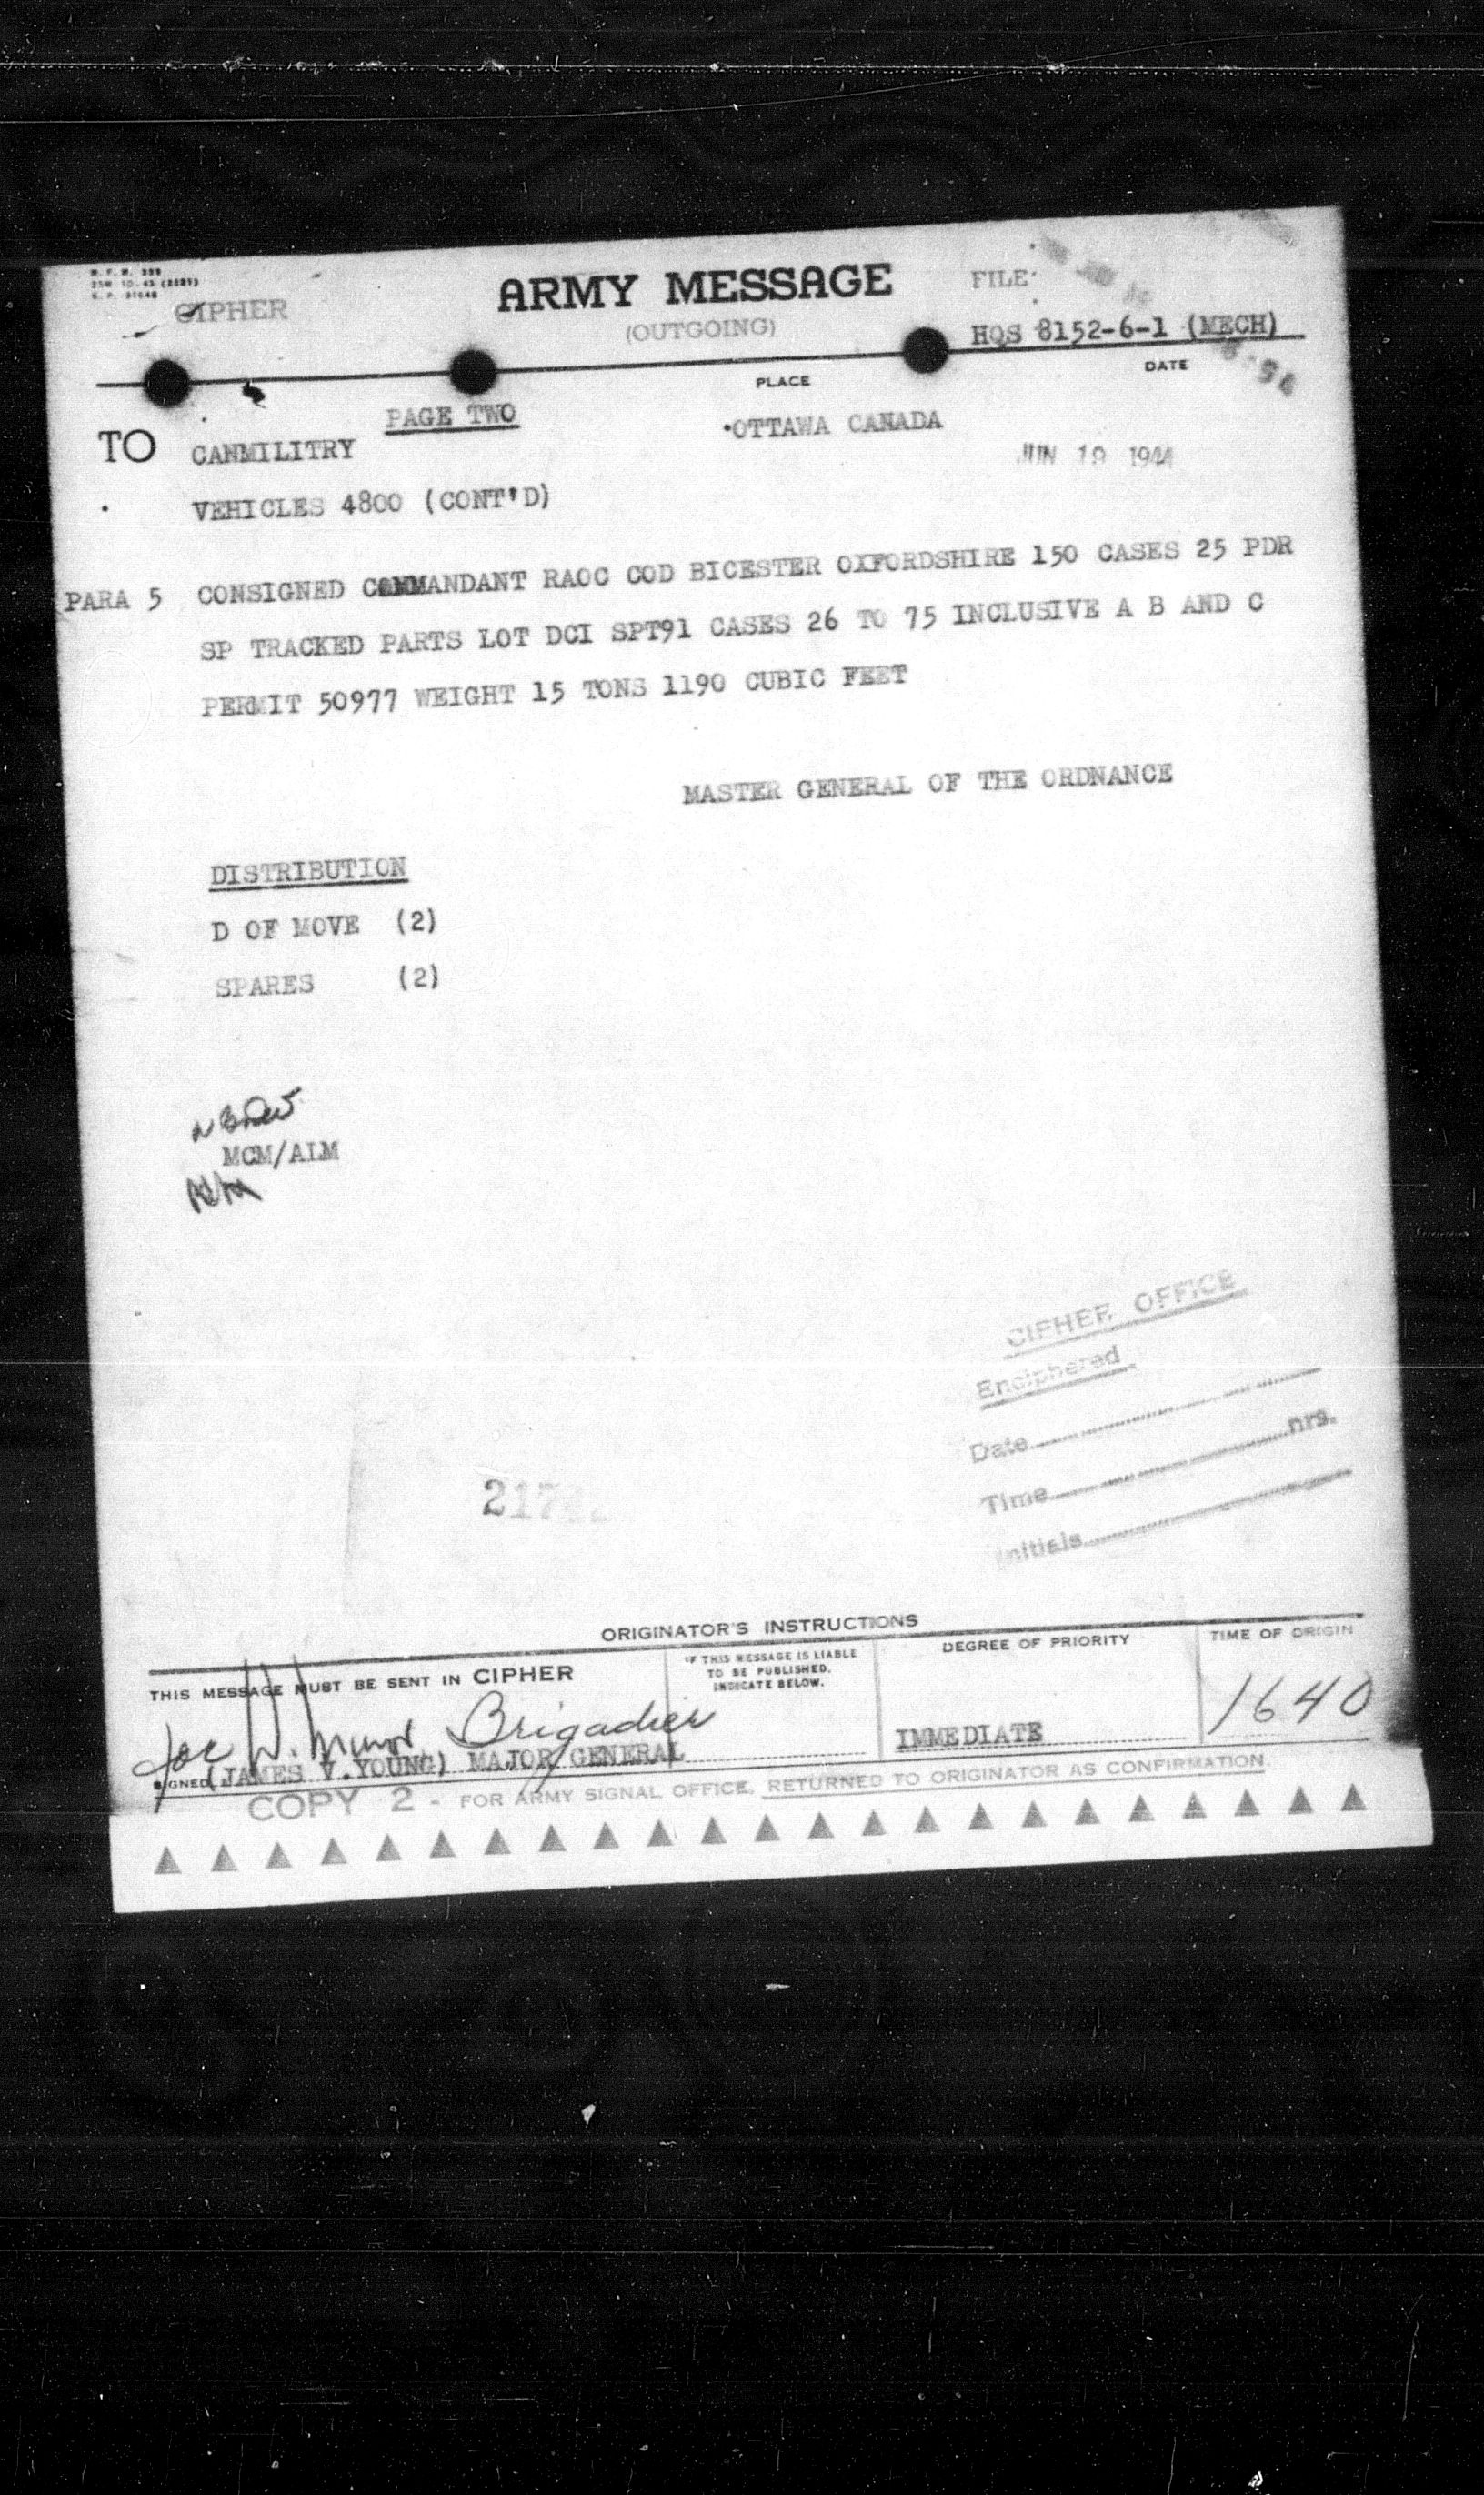 CIPHER
ARMY MESSAGE
(OUTGOING)
FILE
HQS 8152-6-1 (MECH)
PLACE
DATE
PAGE TWO
TO CANMILITRY
OTTAWA CANADA
JUN 19 1944
VEHICLES 4800 (CONT'D)
PARA 5 CONSIGNED COMMANDANT RAOC COD BICESTER OXFORDSHIRE 150 CASES 25 PDR
SP TRACKED PARTS LOT DCI SPT91 CASES 26 TO 75 INCLUSIVE A B AND C
PERMIT 50977 WEIGHT 15 TONS 1190 CUBIC FEET
MASTER GENERAL OF THE ORDNANCE
DISTRIBUTION
D OF MOVE (2)
SPARES (2)
MCM/ALM
CIPHER OFFICE
Enciphered
Date
Time hrs.
Initials
ORIGINATOR'S INSTRUCTIONS
THIS MESSAGE MUST BE SENT IN CIPHER
IF THIS MESSAGE IS LIABLE
TO BE PUBLISHED,
INDICATE BELOW.
DEGREE OF PRIORITY
TIME OF ORIGIN
Brigadier
IMMEDIATE
1640
SIGNED (JAMES V. YOUNG) MAJOR GENERAL
COPY 2 - FOR ARMY SIGNAL OFFICE, RETURNED TO ORIGINATOR AS CONFIRMATION.